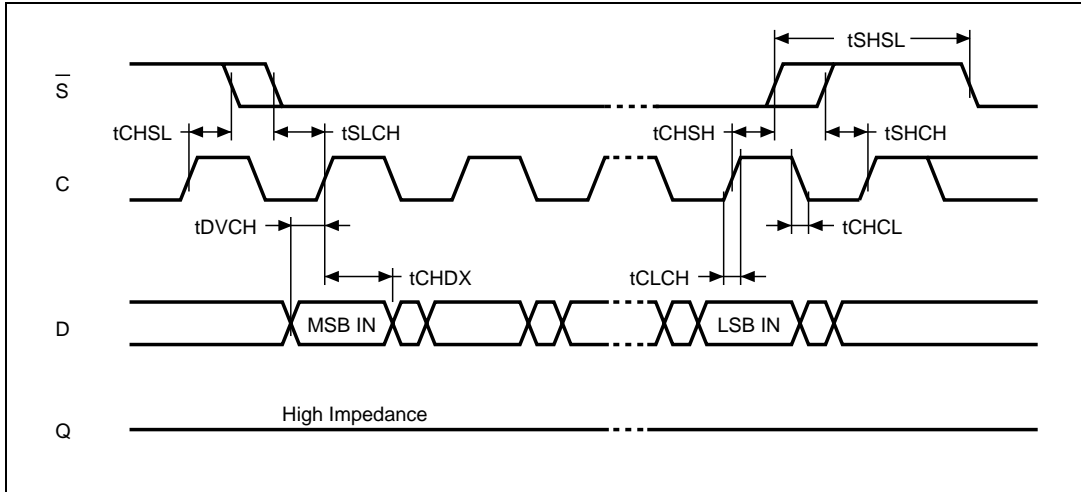 tSHSL
S̅
tCHSL
tSLCH
tCHSH
tSHCH
C
tDVCH
tCHCL
tCHDX
tCLCH
D
MSB IN
LSB IN
High Impedance
Q